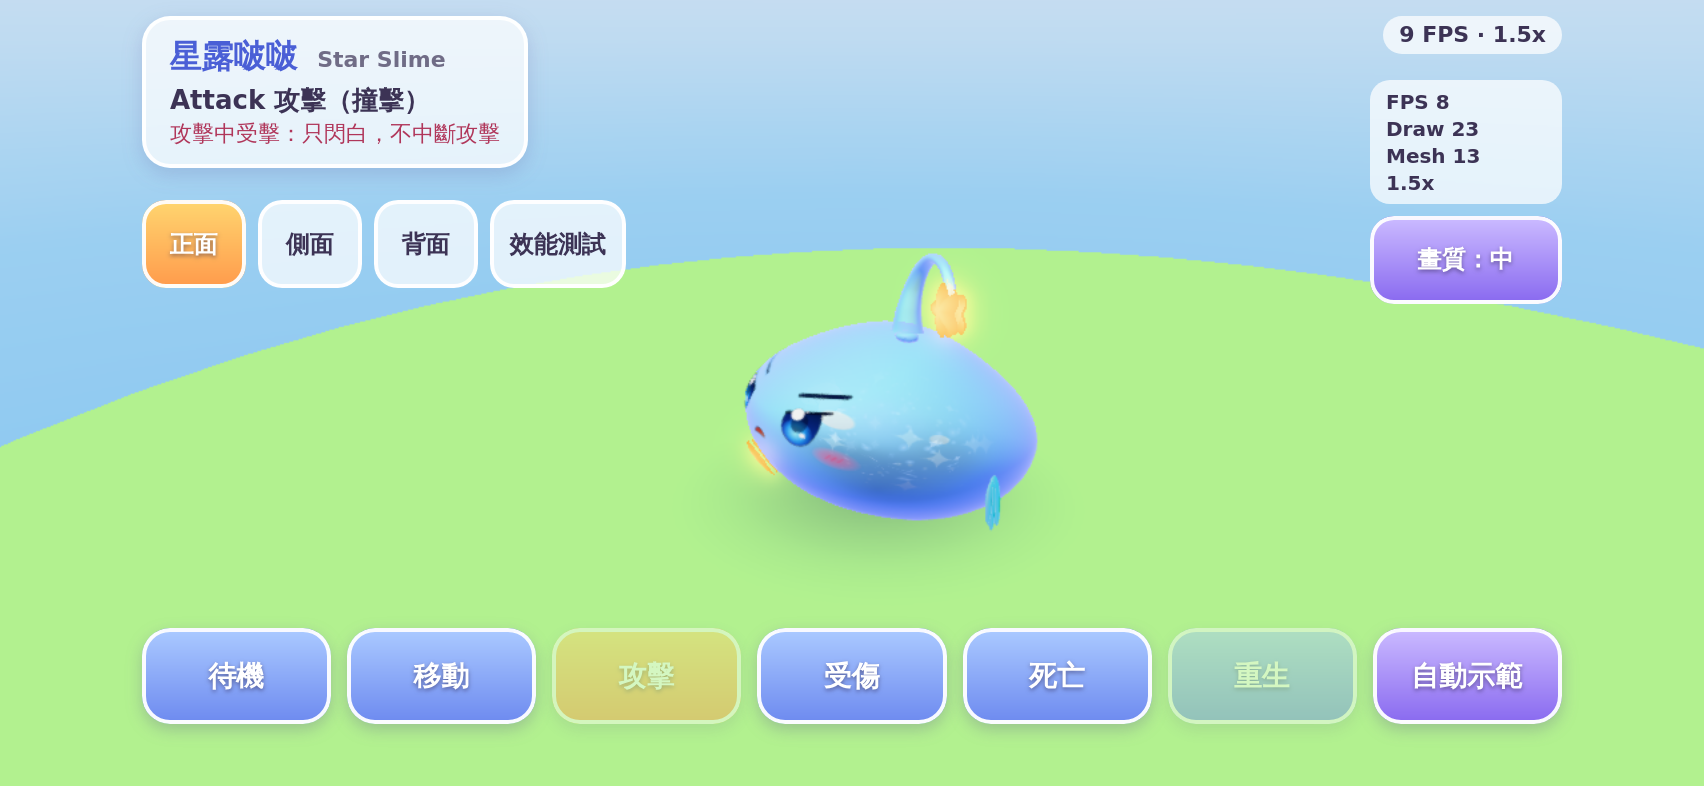 星露啵啵 Star Slime
Attack 攻擊（撞擊）
攻擊中受擊：只閃白，不中斷攻擊
9 FPS · 1.5x
FPS 8
Draw 23
Mesh 13
1.5x
正面
側面
背面
效能測試
畫質：中
待機
移動
攻擊
受傷
死亡
重生
自動示範